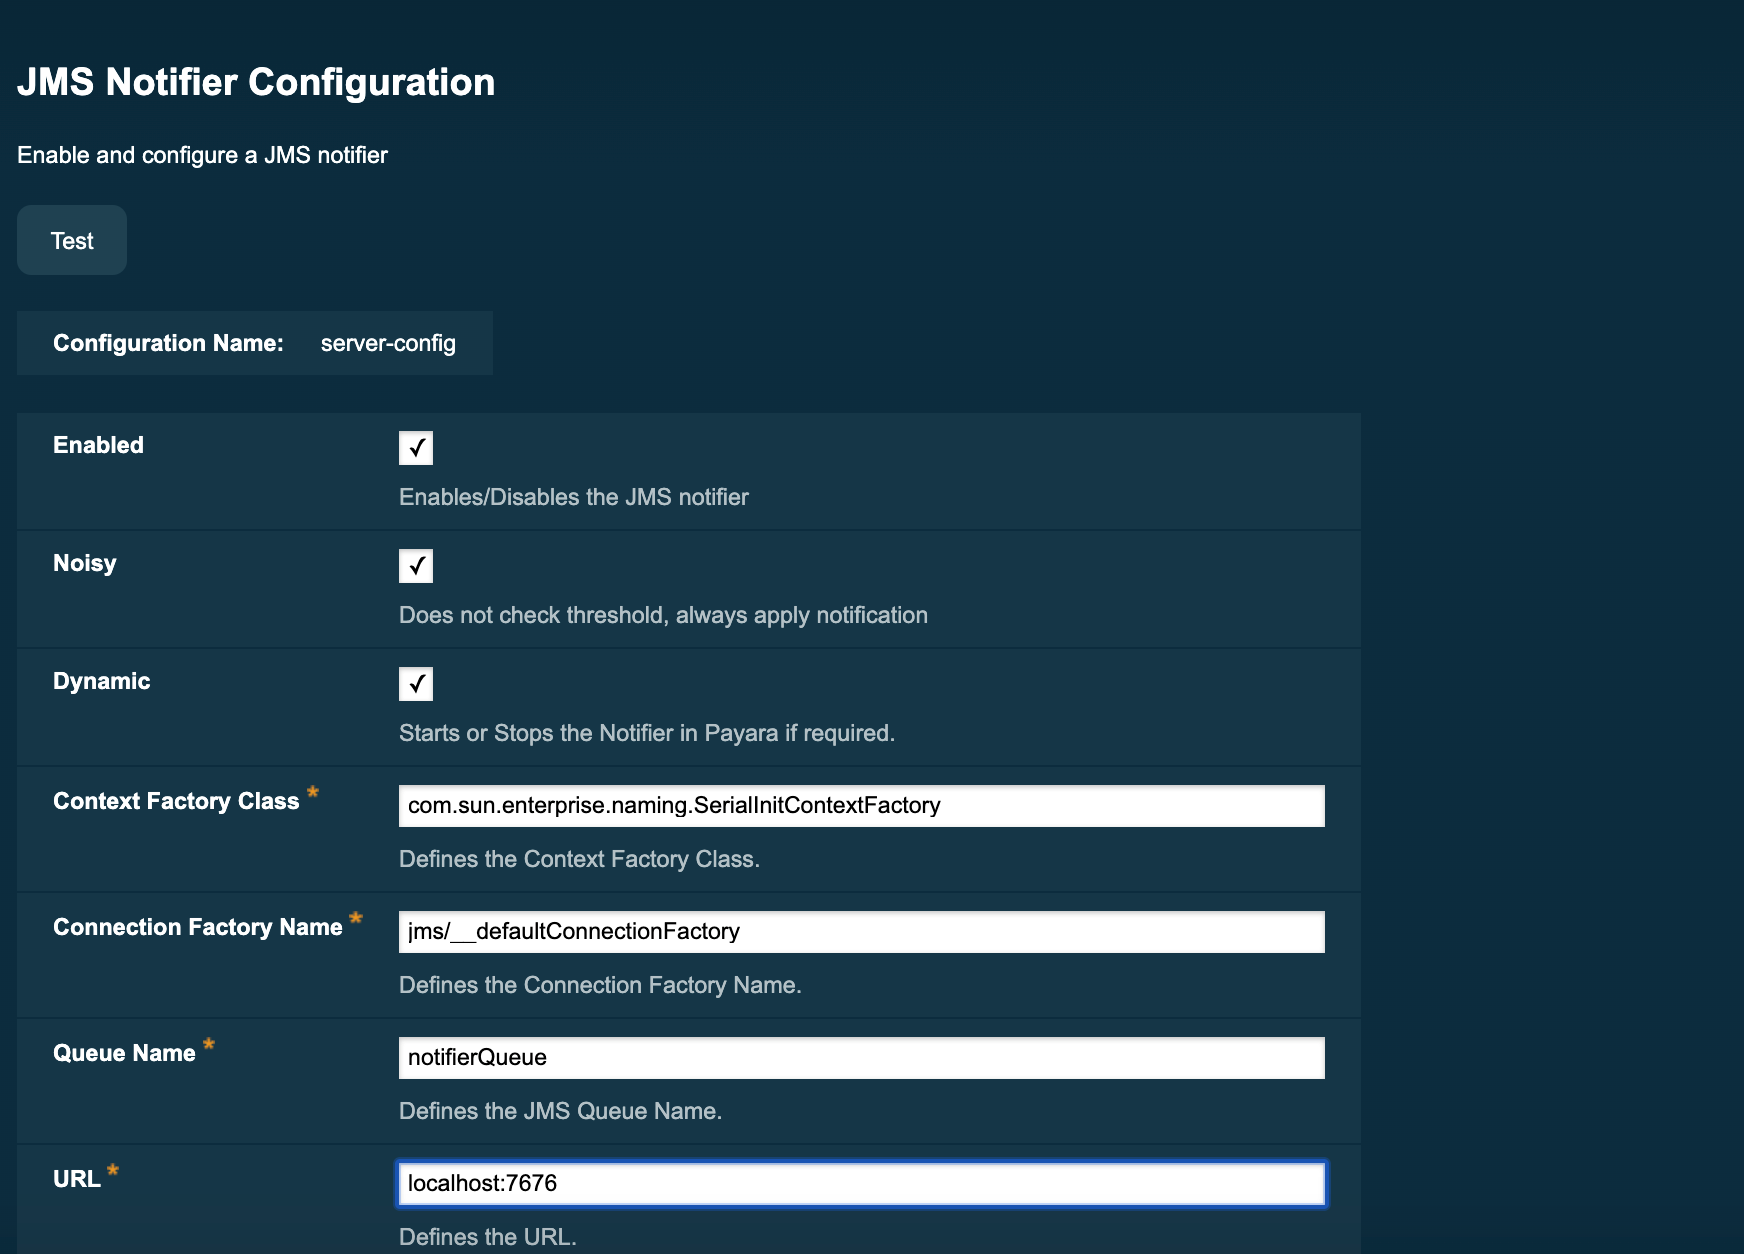 JMS Notifier Configuration
Enable and configure a JMS notifier
Test
Configuration Name: server-config
Enabled
Enables/Disables the JMS notifier
Noisy
Does not check threshold, always apply notification
Dynamic
Starts or Stops the Notifier in Payara if required.
Context Factory Class * com.sun.enterprise.naming.SerialInitContextFactory
Defines the Context Factory Class.
Connection Factory Name * jms/__defaultConnectionFactory
Defines the Connection Factory Name.
Queue Name * notifierQueue
Defines the JMS Queue Name.
URL * localhost:7676
Defines the URL.